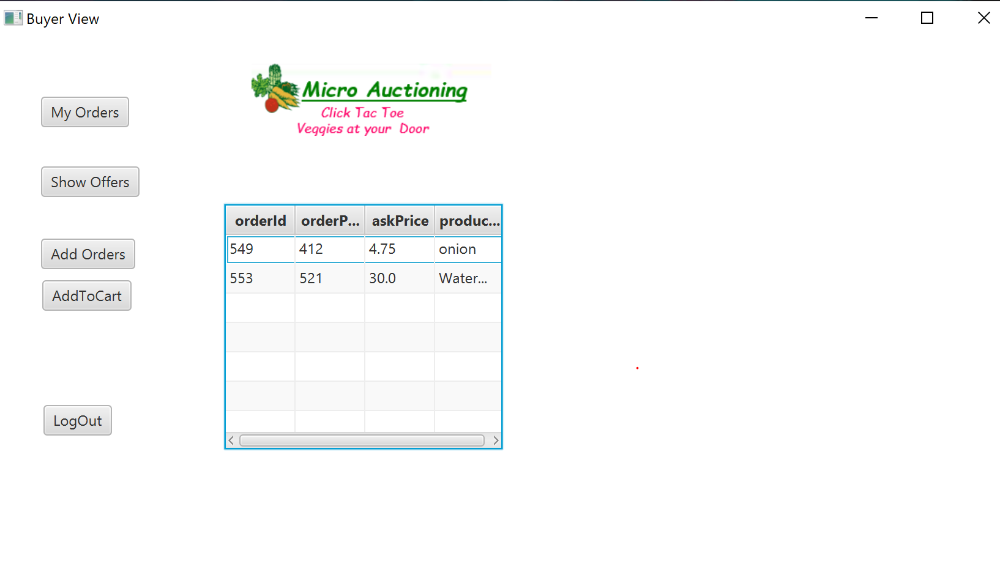 Buyer View
Micro Auctioning
Click Tac Toe
Veggies at your Door
My Orders
Show Offers
Add Orders
AddToCart
LogOut
orderId orderP... askPrice produc...
549 412 4.75 onion
553 521 30.0 Water...